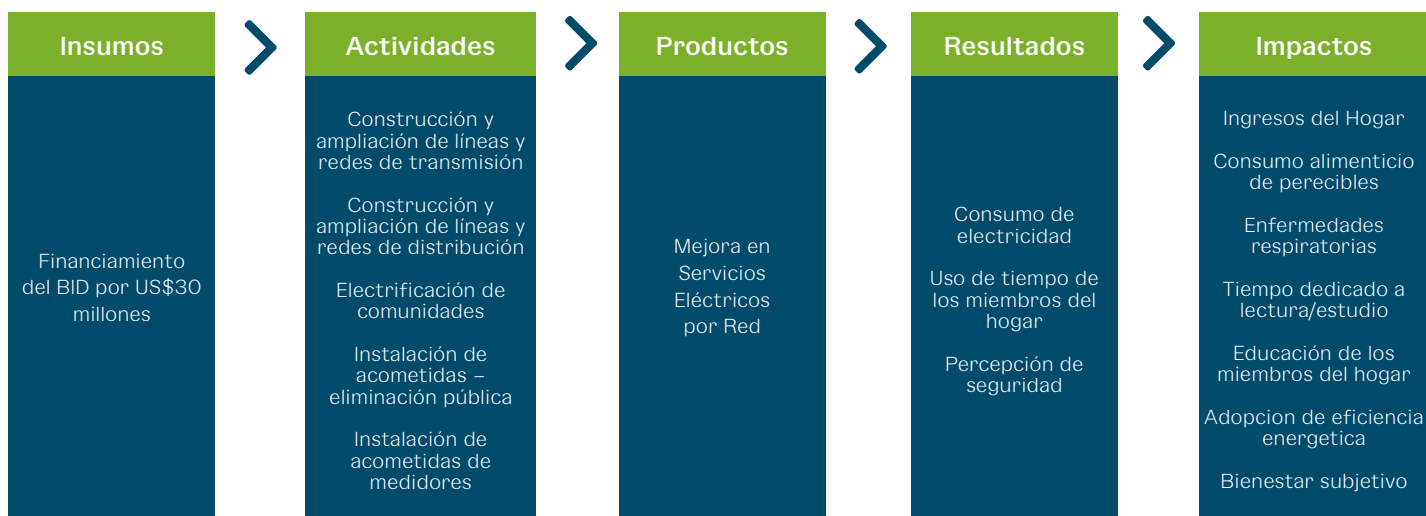 Insumos
Financiamiento
del BID por US$30
millones
Actividades
Construcción y
ampliación de líneas y
redes de transmisión
Construcción y
ampliación de líneas y
redes de distribución
Electrificación de
comunidades
Instalación de
acometidas –
eliminación pública
Instalación de
acometidas de
medidores
Productos
Mejora en
Servicios
Eléctricos
por Red
Resultados
Consumo de
electricidad
Uso de tiempo de
los miembros del
hogar
Percepción de
seguridad
Impactos
Ingresos del Hogar
Consumo alimenticio
de perecibles
Enfermedades
respiratorias
Tiempo dedicado a
lectura/estudio
Educación de los
miembros del hogar
Adopcion de eficiencia
energetica
Bienestar subjetivo